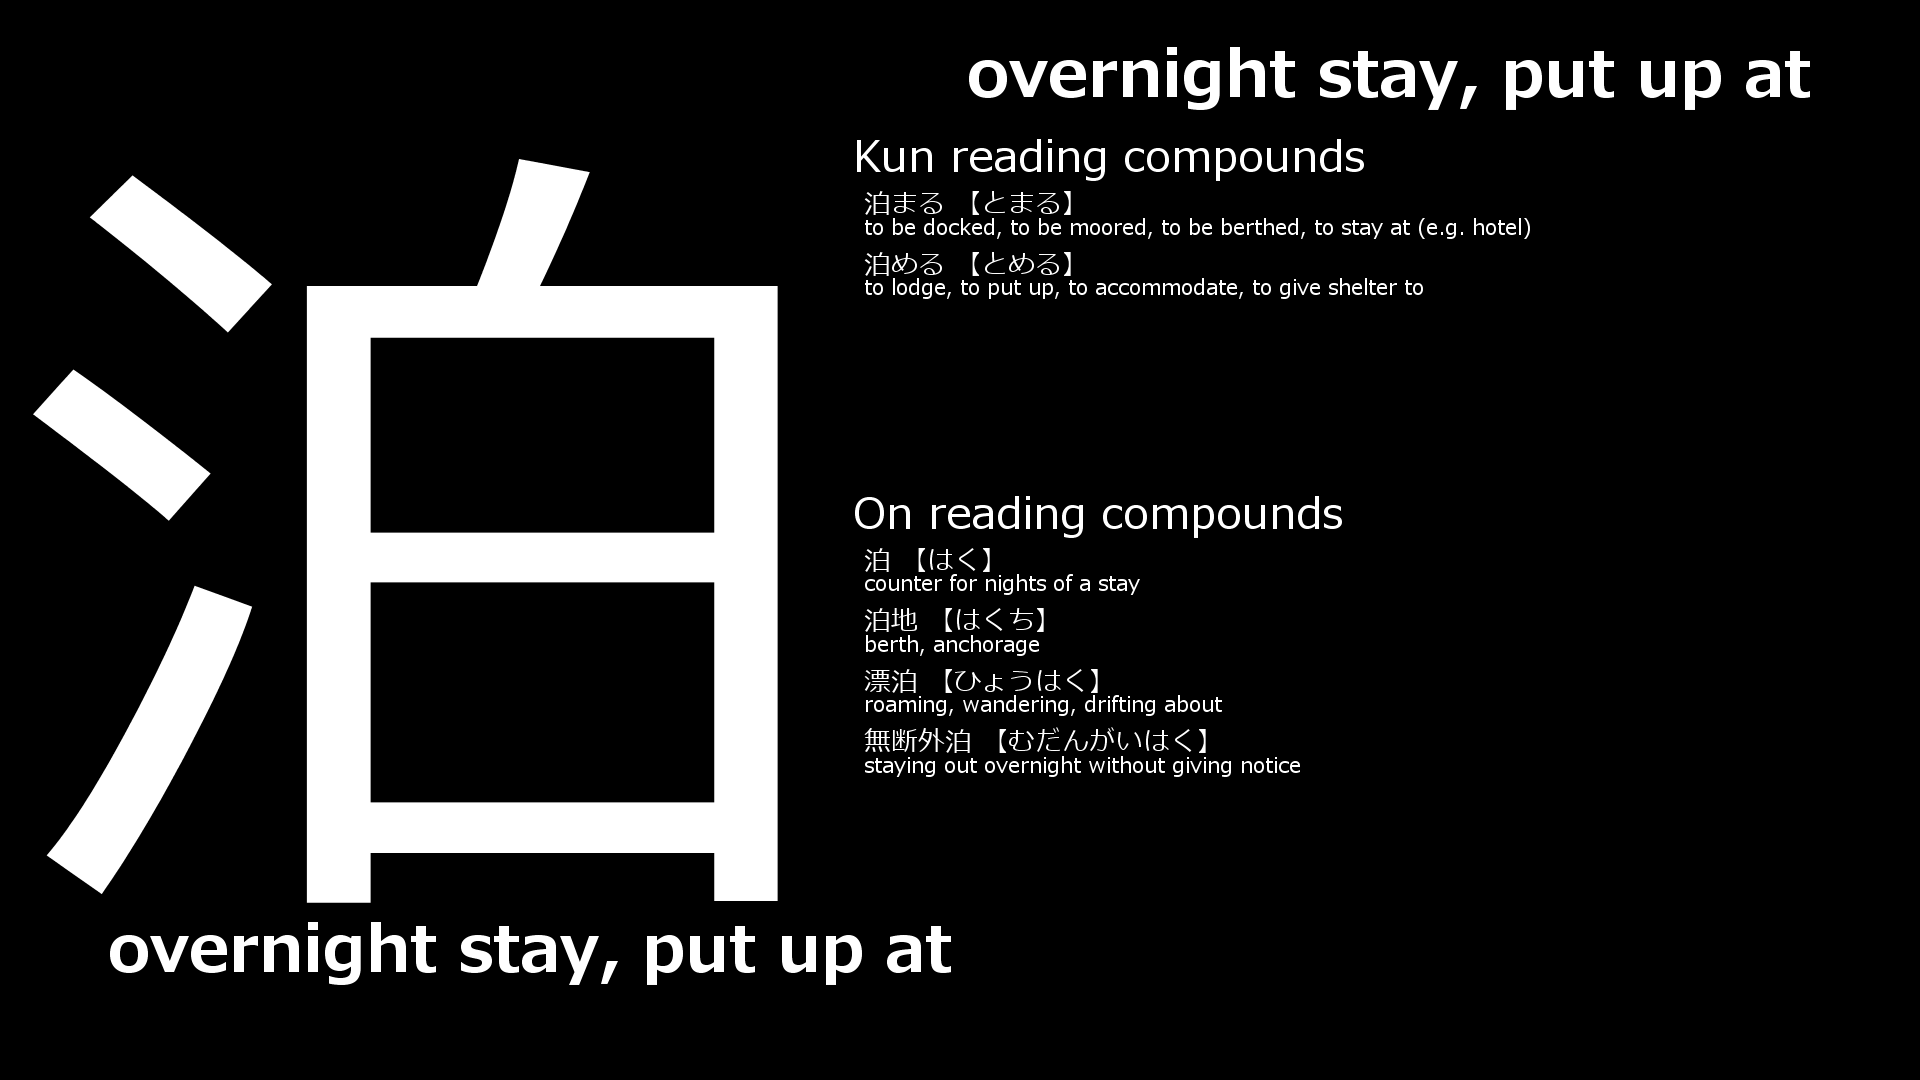 overnight stay, put up at
泊
Kun reading compounds
泊まる 【とまる】
to be docked, to be moored, to be berthed, to stay at (e.g. hotel)
泊める 【とめる】
to lodge, to put up, to accommodate, to give shelter to
On reading compounds
泊 【はく】
counter for nights of a stay
泊地 【はくち】
berth, anchorage
漂泊 【ひょうはく】
roaming, wandering, drifting about
無断外泊 【むだんがいはく】
staying out overnight without giving notice
overnight stay, put up at